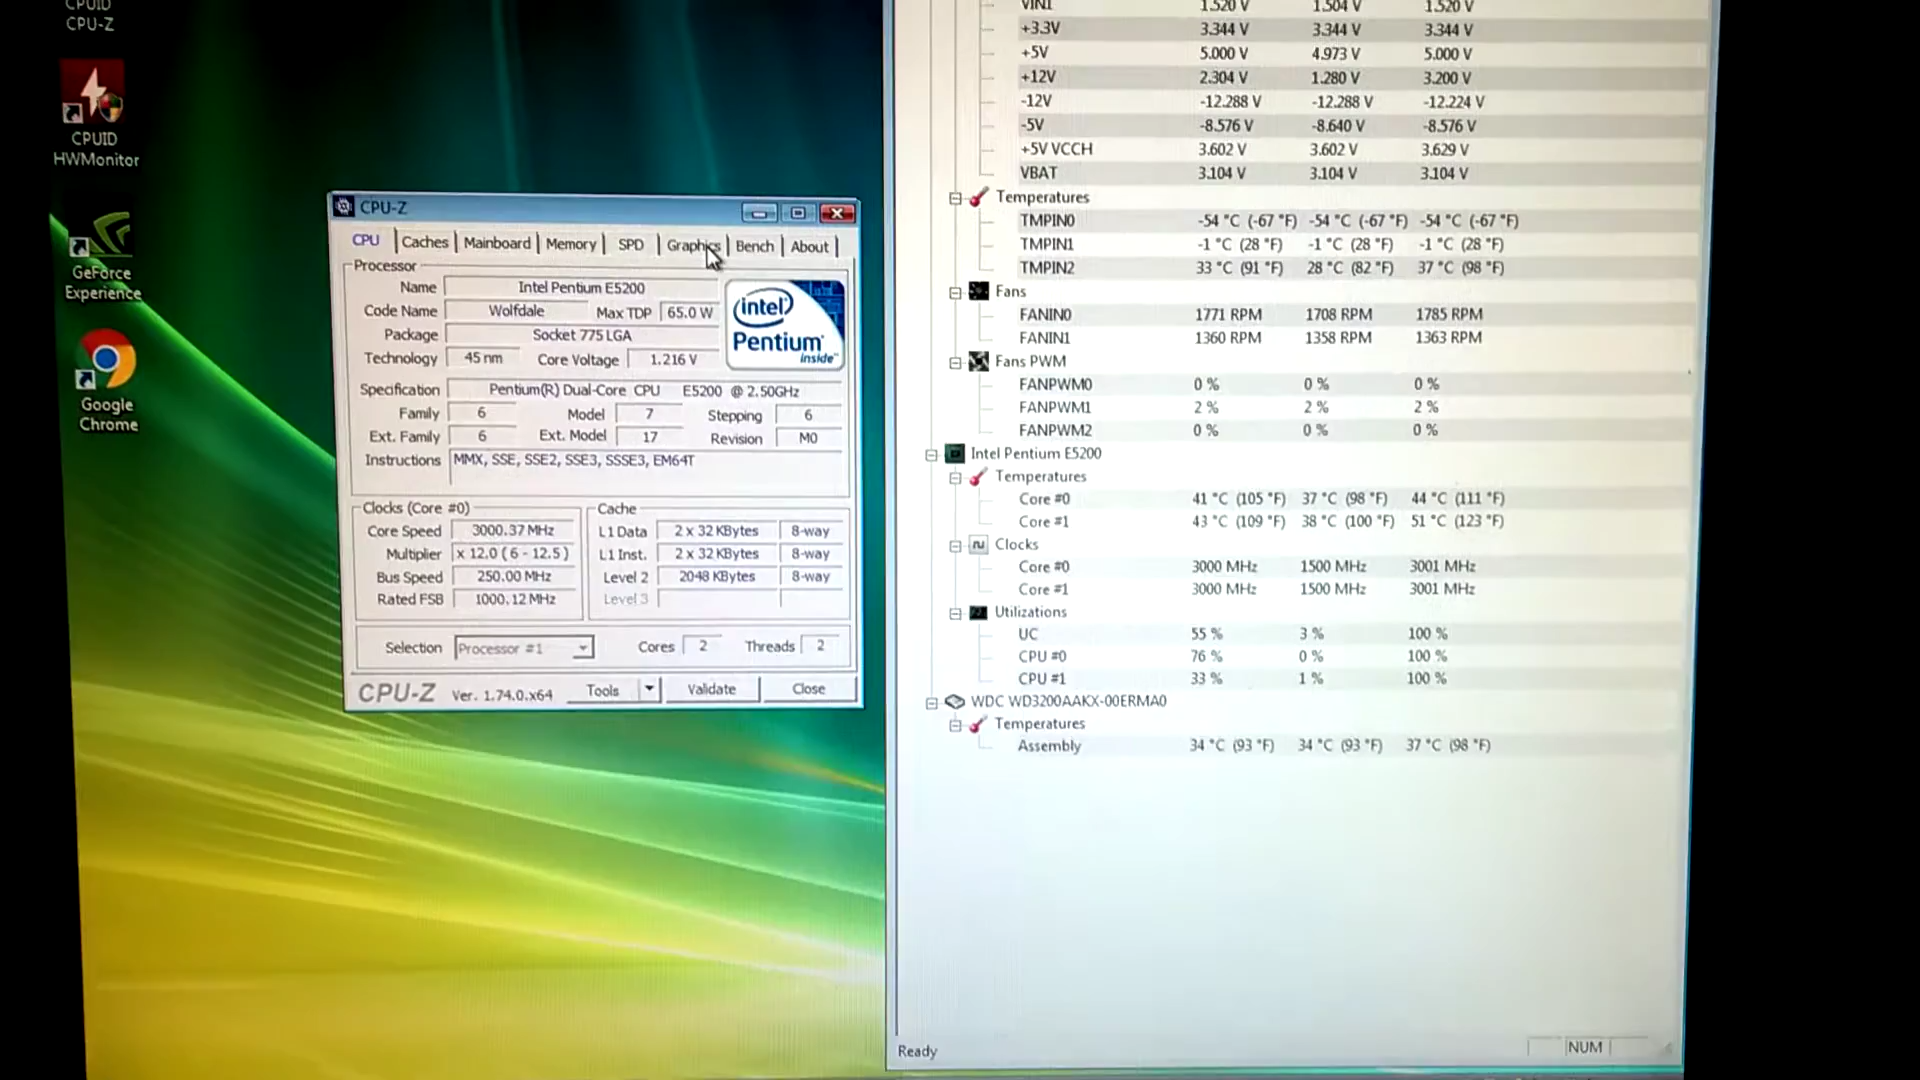 CPUID
CPU-Z
CPUID
HWMonitor
GeForce
Experience
Google
Chrome
CPU-Z
CPU Caches Mainboard Memory SPD Graphics Bench About
Processor
Name Intel Pentium E5200
Code Name Wolfdale Max TDP 65.0 W
Package Socket 775 LGA
Technology 45 nm Core Voltage 1.216 V
intel
Pentium
inside
Specification Pentium(R) Dual-Core CPU E5200 @ 2.50GHz
Family 6 Model 7 Stepping 6
Ext. Family 6 Ext. Model 17 Revision M0
Instructions MMX, SSE, SSE2, SSE3, SSSE3, EM64T
Clocks (Core #0)
Core Speed 3000.37 MHz
Multiplier x 12.0 ( 6 - 12.5 )
Bus Speed 250.00 MHz
Rated FSB 1000.12 MHz
Cache
L1 Data 2 x 32 KBytes 8-way
L1 Inst. 2 x 32 KBytes 8-way
Level 2 2048 KBytes 8-way
Level 3
Selection Processor #1 Cores 2 Threads 2
CPU-Z Ver. 1.74.0.x64 Tools Validate Close
VIN1 1.520 V 1.504 V 1.520 V
+3.3V 3.344 V 3.344 V 3.344 V
+5V 5.000 V 4.973 V 5.000 V
+12V 2.304 V 1.280 V 3.200 V
-12V -12.288 V -12.288 V -12.224 V
-5V -8.576 V -8.640 V -8.576 V
+5V VCCH 3.602 V 3.602 V 3.629 V
VBAT 3.104 V 3.104 V 3.104 V
Temperatures
TMPIN0 -54 °C (-67 °F) -54 °C (-67 °F) -54 °C (-67 °F)
TMPIN1 -1 °C (28 °F) -1 °C (28 °F) -1 °C (28 °F)
TMPIN2 33 °C (91 °F) 28 °C (82 °F) 37 °C (98 °F)
Fans
FANIN0 1771 RPM 1708 RPM 1785 RPM
FANIN1 1360 RPM 1358 RPM 1363 RPM
Fans PWM
FANPWM0 0 % 0 % 0 %
FANPWM1 2 % 2 % 2 %
FANPWM2 0 % 0 % 0 %
Intel Pentium E5200
Temperatures
Core #0 41 °C (105 °F) 37 °C (98 °F) 44 °C (111 °F)
Core #1 43 °C (109 °F) 38 °C (100 °F) 51 °C (123 °F)
Clocks
Core #0 3000 MHz 1500 MHz 3001 MHz
Core #1 3000 MHz 1500 MHz 3001 MHz
Utilizations
UC 55 % 3 % 100 %
CPU #0 76 % 0 % 100 %
CPU #1 33 % 1 % 100 %
WDC WD3200AAKX-00ERMA0
Temperatures
Assembly 34 °C (93 °F) 34 °C (93 °F) 37 °C (98 °F)
Ready NUM